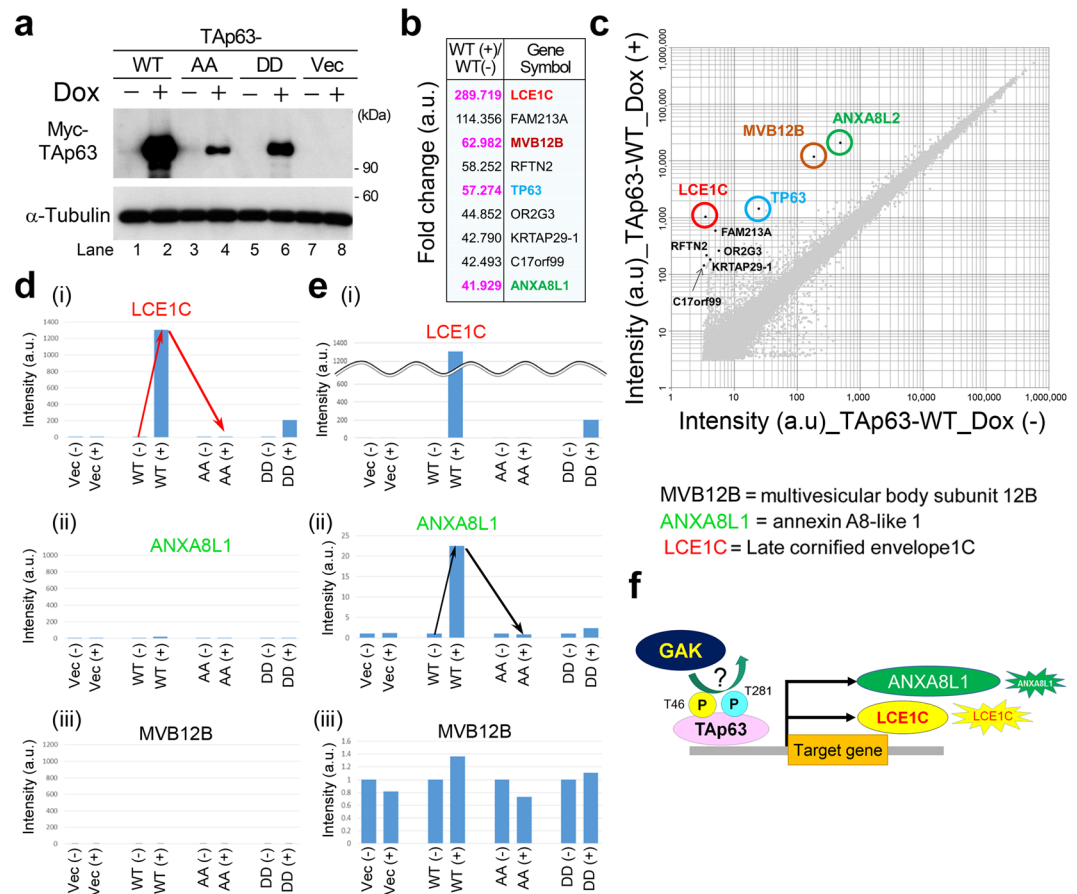 a
TAp63-
WT AA DD Vec
Dox − + − + − + − +
(kDa)
Myc-
TAp63
- 90
- 60
α-Tubulin
Lane 1 2 3 4 5 6 7 8
b
Fold change (a.u.)
WT (+)/ Gene
WT(-) Symbol
289.719 LCE1C
114.356 FAM213A
62.982 MVB12B
58.252 RFTN2
57.274 TP63
44.852 OR2G3
42.790 KRTAP29-1
42.493 C17orf99
41.929 ANXA8L1
c
Intensity (a.u)_TAp63-WT_Dox (+)
1,000,000
100,000
10,000
1,000
100
10
1
ANXA8L2
MVB12B
LCE1C
TP63
FAM213A
RFTN2
OR2G3
KRTAP29-1
C17orf99
1 10 100 1,000 10,000 100,000 1,000,000
Intensity (a.u)_TAp63-WT_Dox (-)
MVB12B = multivesicular body subunit 12B
ANXA8L1 = annexin A8-like 1
LCE1C = Late cornified envelope1C
d
(i)
LCE1C
Intensity (a.u.)
1400
1200
1000
800
600
400
200
0
Vec (-) Vec (+) WT (-) WT (+) AA (-) AA (+) DD (-) DD (+)
(ii)
ANXA8L1
Intensity (a.u.)
1000
800
600
400
200
0
Vec (-) Vec (+) WT (-) WT (+) AA (-) AA (+) DD (-) DD (+)
(iii)
MVB12B
Intensity (a.u.)
1000
800
600
400
200
0
Vec (-) Vec (+) WT (-) WT (+) AA (-) AA (+) DD (-) DD (+)
e
(i)
LCE1C
Intensity (a.u.)
1400
1200
600
400
200
0
Vec (-) Vec (+) WT (-) WT (+) AA (-) AA (+) DD (-) DD (+)
(ii)
ANXA8L1
Intensity (a.u.)
25
20
15
10
5
0
Vec (-) Vec (+) WT (-) WT (+) AA (-) AA (+) DD (-) DD (+)
(iii)
MVB12B
Intensity (a.u.)
1.6
1.4
1.2
1
0.8
0.6
0.4
0.2
0
Vec (-) Vec (+) WT (-) WT (+) AA (-) AA (+) DD (-) DD (+)
f
GAK
?
T46 P P T281
TAp63
ANXA8L1 ANXA8L1
LCE1C LCE1C
Target gene